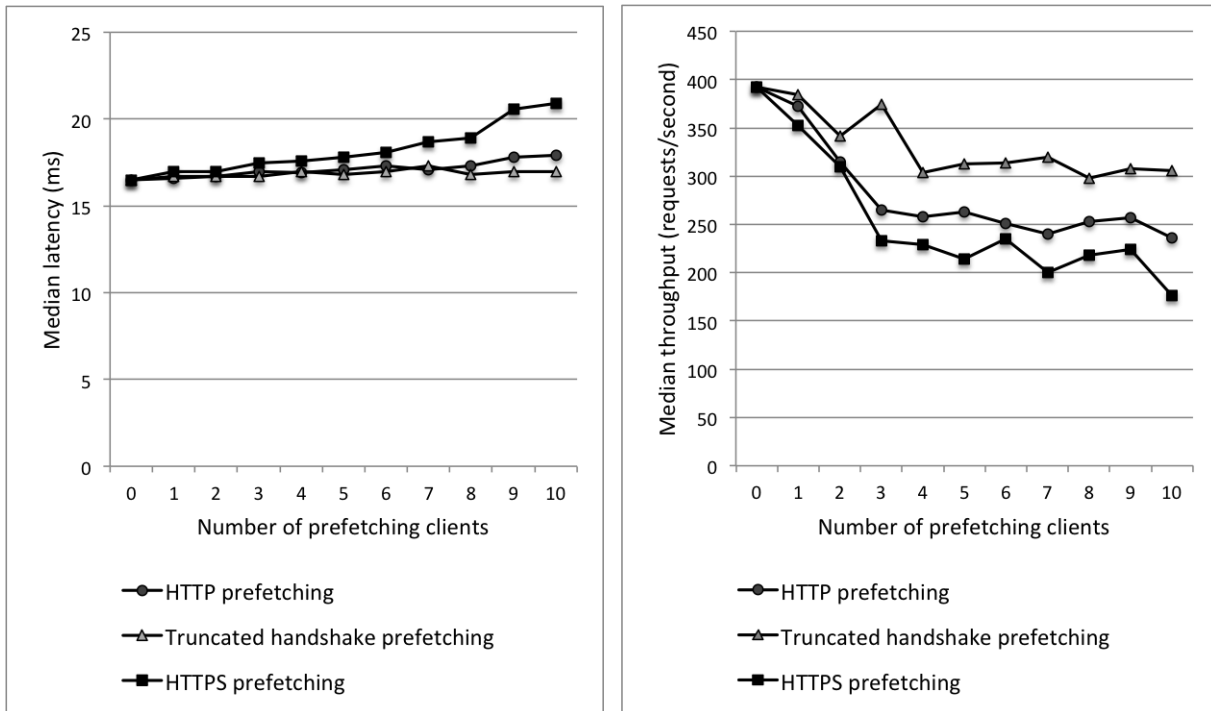 25
20
15
10
5
0
Median latency (ms)
0 1 2 3 4 5 6 7 8 9 10
Number of prefetching clients
HTTP prefetching
Truncated handshake prefetching
HTTPS prefetching
450
400
350
300
250
200
150
100
50
0
Median throughput (requests/second)
0 1 2 3 4 5 6 7 8 9 10
Number of prefetching clients
HTTP prefetching
Truncated handshake prefetching
HTTPS prefetching